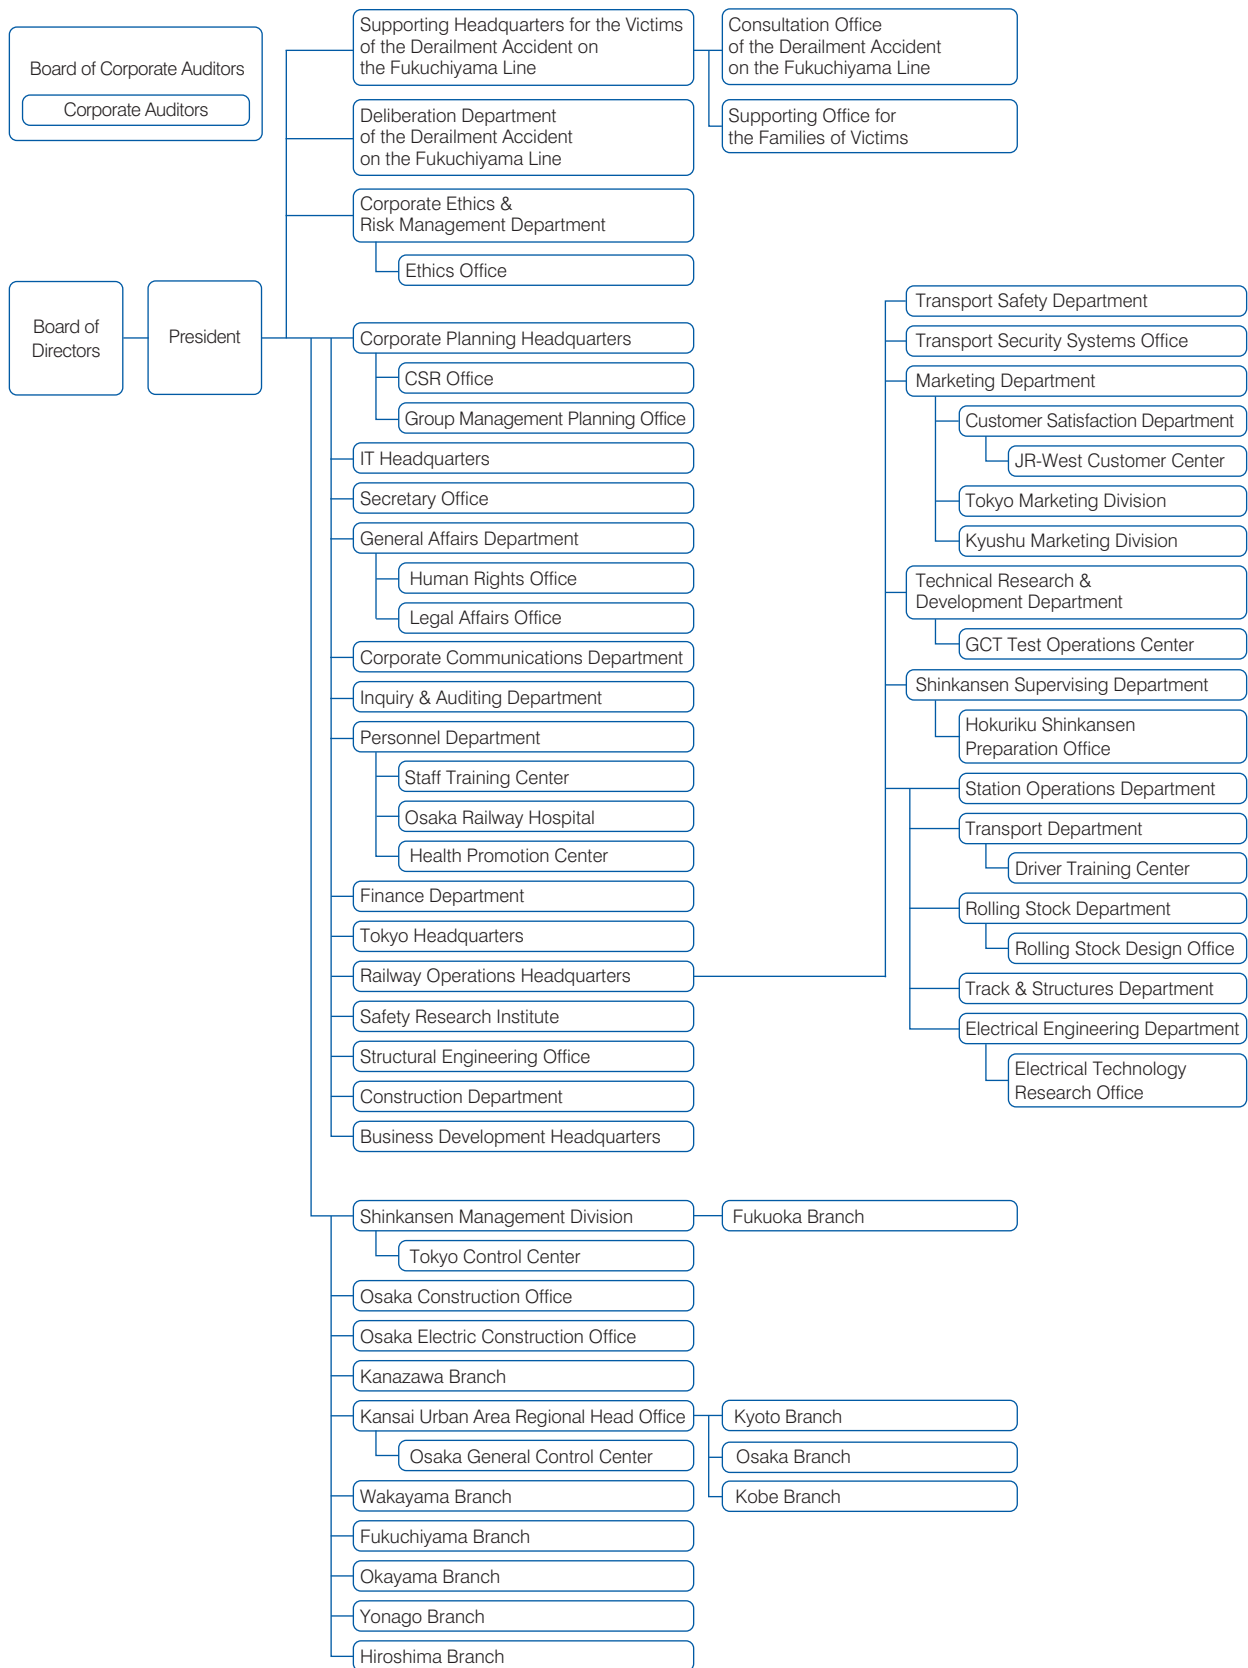 Board of Corporate Auditors
Corporate Auditors
Board of
Directors
President
Supporting Headquarters for the Victims
of the Derailment Accident on
the Fukuchiyama Line
Consultation Office
of the Derailment Accident
on the Fukuchiyama Line
Supporting Office for
the Families of Victims
Deliberation Department
of the Derailment Accident
on the Fukuchiyama Line
Corporate Ethics &
Risk Management Department
Ethics Office
Corporate Planning Headquarters
CSR Office
Group Management Planning Office
IT Headquarters
Secretary Office
General Affairs Department
Human Rights Office
Legal Affairs Office
Corporate Communications Department
Inquiry & Auditing Department
Personnel Department
Staff Training Center
Osaka Railway Hospital
Health Promotion Center
Finance Department
Tokyo Headquarters
Railway Operations Headquarters
Safety Research Institute
Structural Engineering Office
Construction Department
Business Development Headquarters
Transport Safety Department
Transport Security Systems Office
Marketing Department
Customer Satisfaction Department
JR-West Customer Center
Tokyo Marketing Division
Kyushu Marketing Division
Technical Research &
Development Department
GCT Test Operations Center
Shinkansen Supervising Department
Hokuriku Shinkansen
Preparation Office
Station Operations Department
Transport Department
Driver Training Center
Rolling Stock Department
Rolling Stock Design Office
Track & Structures Department
Electrical Engineering Department
Electrical Technology
Research Office
Shinkansen Management Division
Fukuoka Branch
Tokyo Control Center
Osaka Construction Office
Osaka Electric Construction Office
Kanazawa Branch
Kansai Urban Area Regional Head Office
Osaka General Control Center
Kyoto Branch
Osaka Branch
Kobe Branch
Wakayama Branch
Fukuchiyama Branch
Okayama Branch
Yonago Branch
Hiroshima Branch